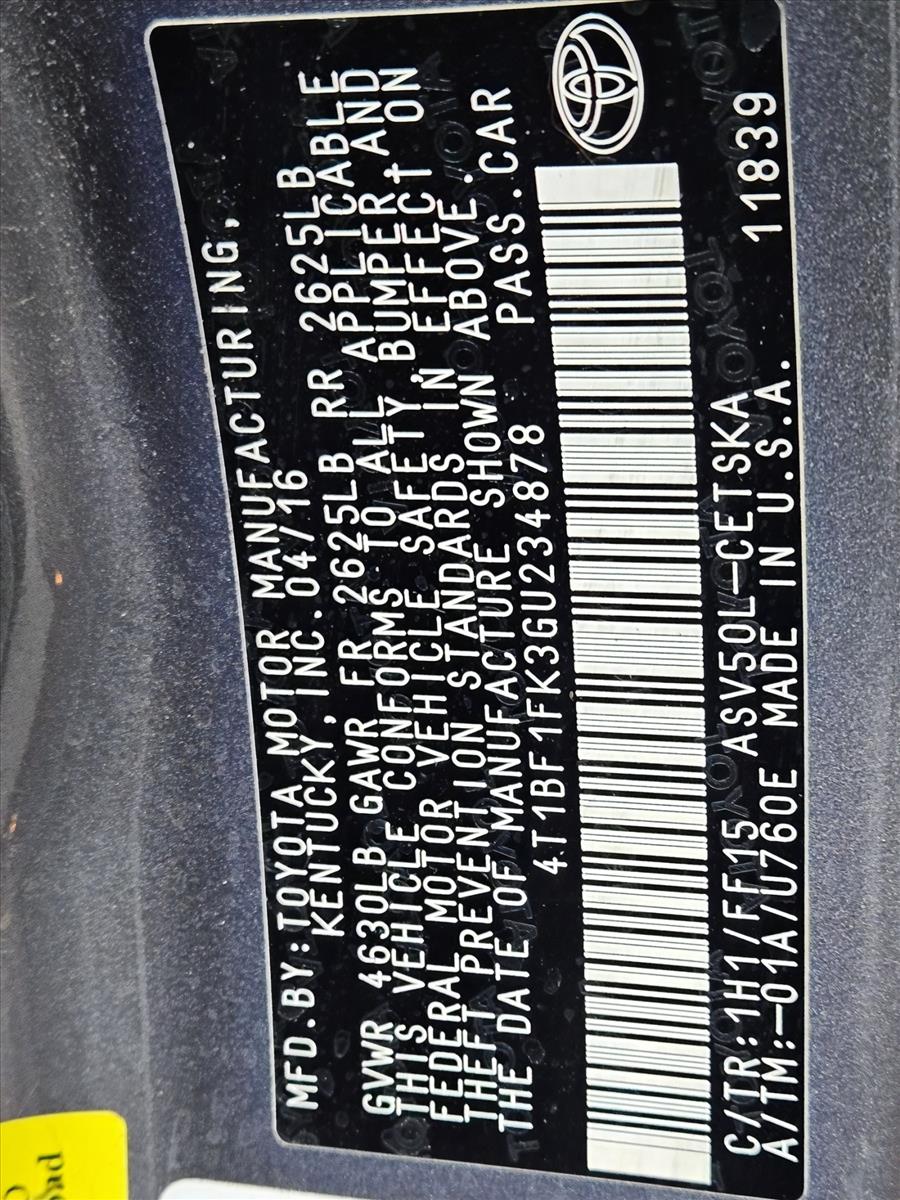 MFD.BY:TOYOTA MOTOR MANUFACTURING,
KENTUCKY, INC. 04/16
GVWR 4630LB GAWR FR 2625LB RR 2625LB
THIS VEHICLE CONFORMS TO ALL APPLICABLE
FEDERAL MOTOR VEHICLE SAFETY, BUMPER, AND
THEFT PREVENTION STANDARDS IN EFFECT ON
THE DATE OF MANUFACTURE SHOWN ABOVE.
4T1BF1FK3GU234878 PASS.CAR
C/TR:1H1/FF15 ASV50L-CETSKA 11839
A/TM:-01A/U760E MADE IN U.S.A.